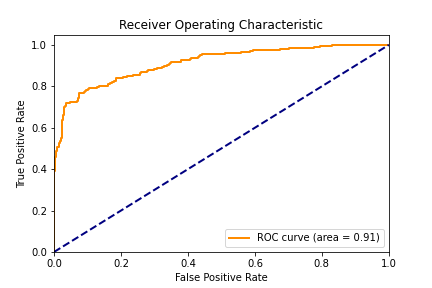 Receiver Operating Characteristic
1.0
0.8
0.6
0.4
0.2
0.0
True Positive Rate
ROC curve (area = 0.91)
0.0 0.2 0.4 0.6 0.8 1.0
False Positive Rate